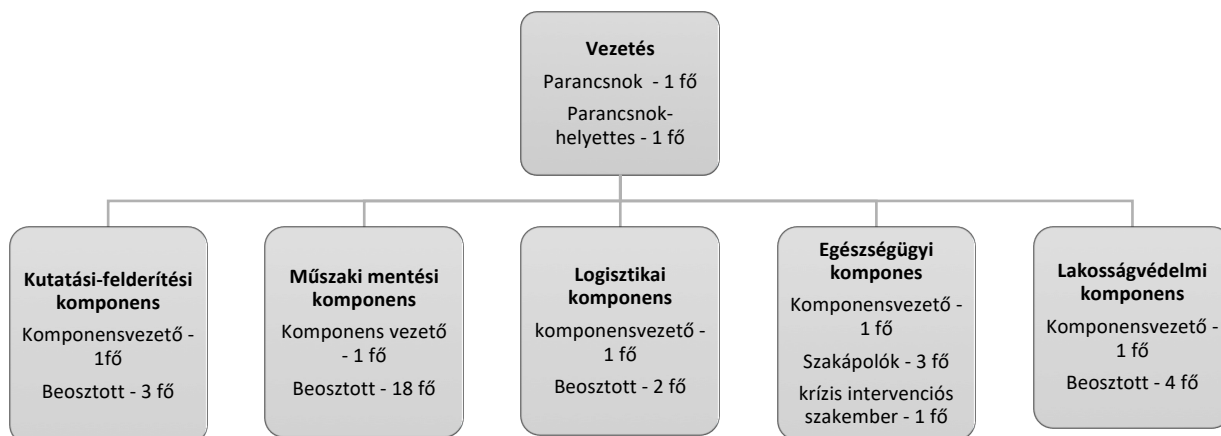 Vezetés
Parancsnok - 1 fő
Parancsnok-
helyettes - 1 fő
Kutatási-felderítési
komponens
Komponensvezető -
1fő
Beosztott - 3 fő
Műszaki mentési
komponens
Komponens vezető
- 1 fő
Beosztott - 18 fő
Logisztikai
komponens
komponensvezető -
1 fő
Beosztott - 2 fő
Egészségügyi
kompones
Komponensvezető -
1 fő
Szakápolók - 3 fő
krízis intervenciós
szakember - 1 fő
Lakosságvédelmi
komponens
Komponensvezető -
1 fő
Beosztott - 4 fő